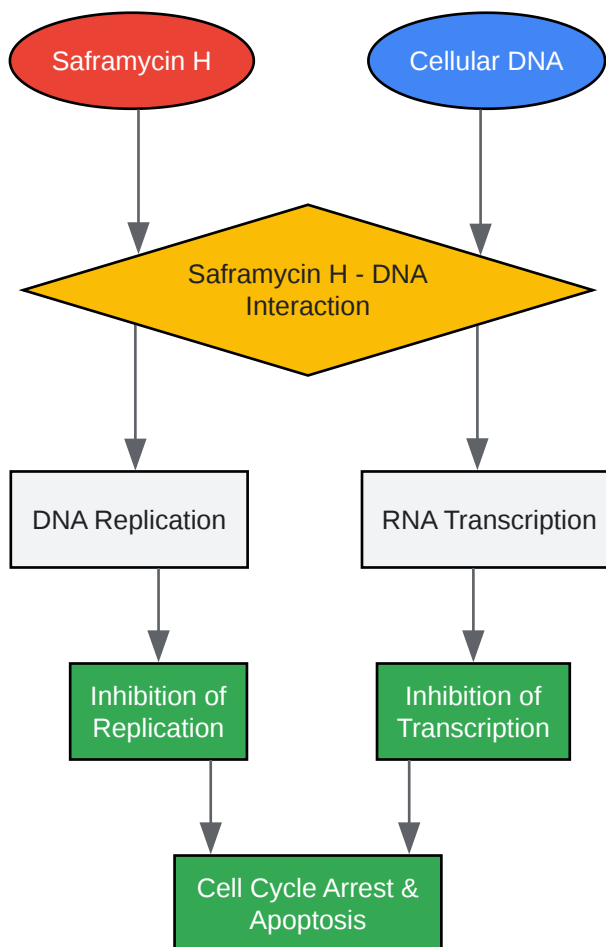 Saframycin H
Cellular DNA
Saframycin H - DNA
Interaction
DNA Replication
RNA Transcription
Inhibition of
Replication
Inhibition of
Transcription
Cell Cycle Arrest &
Apoptosis